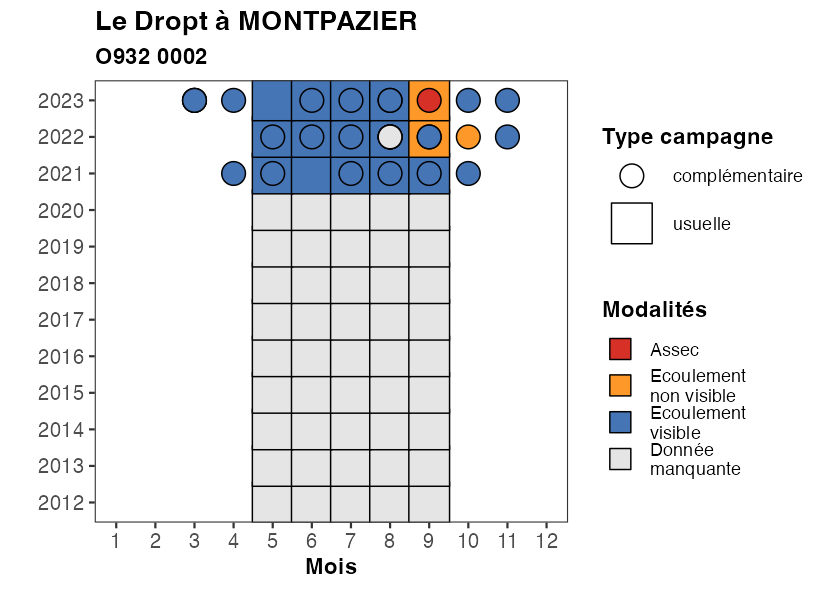 Le Dropt à MONTPAZIER
O932 0002
2023
2022
2021
2020
2019
2018
2017
2016
2015
2014
2013
2012
1 2 3 4 5 6 7 8 9 10 11 12
Mois
Type campagne
complémentaire
usuelle
Modalités
Assec
Ecoulement
non visible
Ecoulement
visible
Donnée
manquante